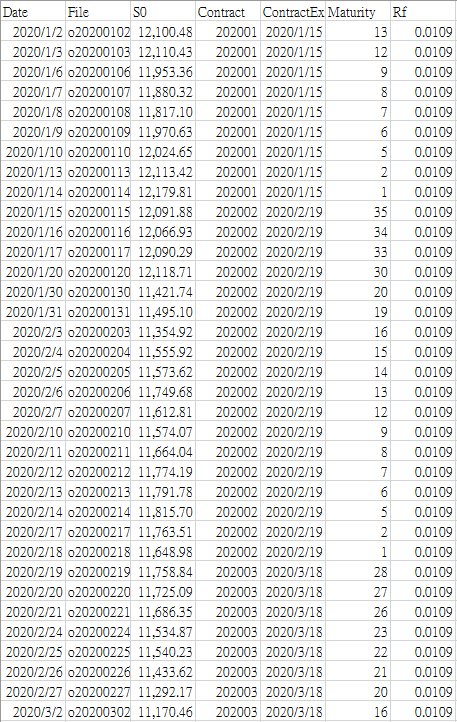 Date File S0 Contract ContractEx Maturity Rf
2020/1/2 o20200102 12,100.48 202001 2020/1/15 13 0.0109
2020/1/3 o20200103 12,110.43 202001 2020/1/15 12 0.0109
2020/1/6 o20200106 11,953.36 202001 2020/1/15 9 0.0109
2020/1/7 o20200107 11,880.32 202001 2020/1/15 8 0.0109
2020/1/8 o20200108 11,817.10 202001 2020/1/15 7 0.0109
2020/1/9 o20200109 11,970.63 202001 2020/1/15 6 0.0109
2020/1/10 o20200110 12,024.65 202001 2020/1/15 5 0.0109
2020/1/13 o20200113 12,113.42 202001 2020/1/15 2 0.0109
2020/1/14 o20200114 12,179.81 202001 2020/1/15 1 0.0109
2020/1/15 o20200115 12,091.88 202002 2020/2/19 35 0.0109
2020/1/16 o20200116 12,066.93 202002 2020/2/19 34 0.0109
2020/1/17 o20200117 12,090.29 202002 2020/2/19 33 0.0109
2020/1/20 o20200120 12,118.71 202002 2020/2/19 30 0.0109
2020/1/30 o20200130 11,421.74 202002 2020/2/19 20 0.0109
2020/1/31 o20200131 11,495.10 202002 2020/2/19 19 0.0109
2020/2/3 o20200203 11,354.92 202002 2020/2/19 16 0.0109
2020/2/4 o20200204 11,555.92 202002 2020/2/19 15 0.0109
2020/2/5 o20200205 11,573.62 202002 2020/2/19 14 0.0109
2020/2/6 o20200206 11,749.68 202002 2020/2/19 13 0.0109
2020/2/7 o20200207 11,612.81 202002 2020/2/19 12 0.0109
2020/2/10 o20200210 11,574.07 202002 2020/2/19 9 0.0109
2020/2/11 o20200211 11,664.04 202002 2020/2/19 8 0.0109
2020/2/12 o20200212 11,774.19 202002 2020/2/19 7 0.0109
2020/2/13 o20200213 11,791.78 202002 2020/2/19 6 0.0109
2020/2/14 o20200214 11,815.70 202002 2020/2/19 5 0.0109
2020/2/17 o20200217 11,763.51 202002 2020/2/19 2 0.0109
2020/2/18 o20200218 11,648.98 202002 2020/2/19 1 0.0109
2020/2/19 o20200219 11,758.84 202003 2020/3/18 28 0.0109
2020/2/20 o20200220 11,725.09 202003 2020/3/18 27 0.0109
2020/2/21 o20200221 11,686.35 202003 2020/3/18 26 0.0109
2020/2/24 o20200224 11,534.87 202003 2020/3/18 23 0.0109
2020/2/25 o20200225 11,540.23 202003 2020/3/18 22 0.0109
2020/2/26 o20200226 11,433.62 202003 2020/3/18 21 0.0109
2020/2/27 o20200227 11,292.17 202003 2020/3/18 20 0.0109
2020/3/2 o20200302 11,170.46 202003 2020/3/18 16 0.0109